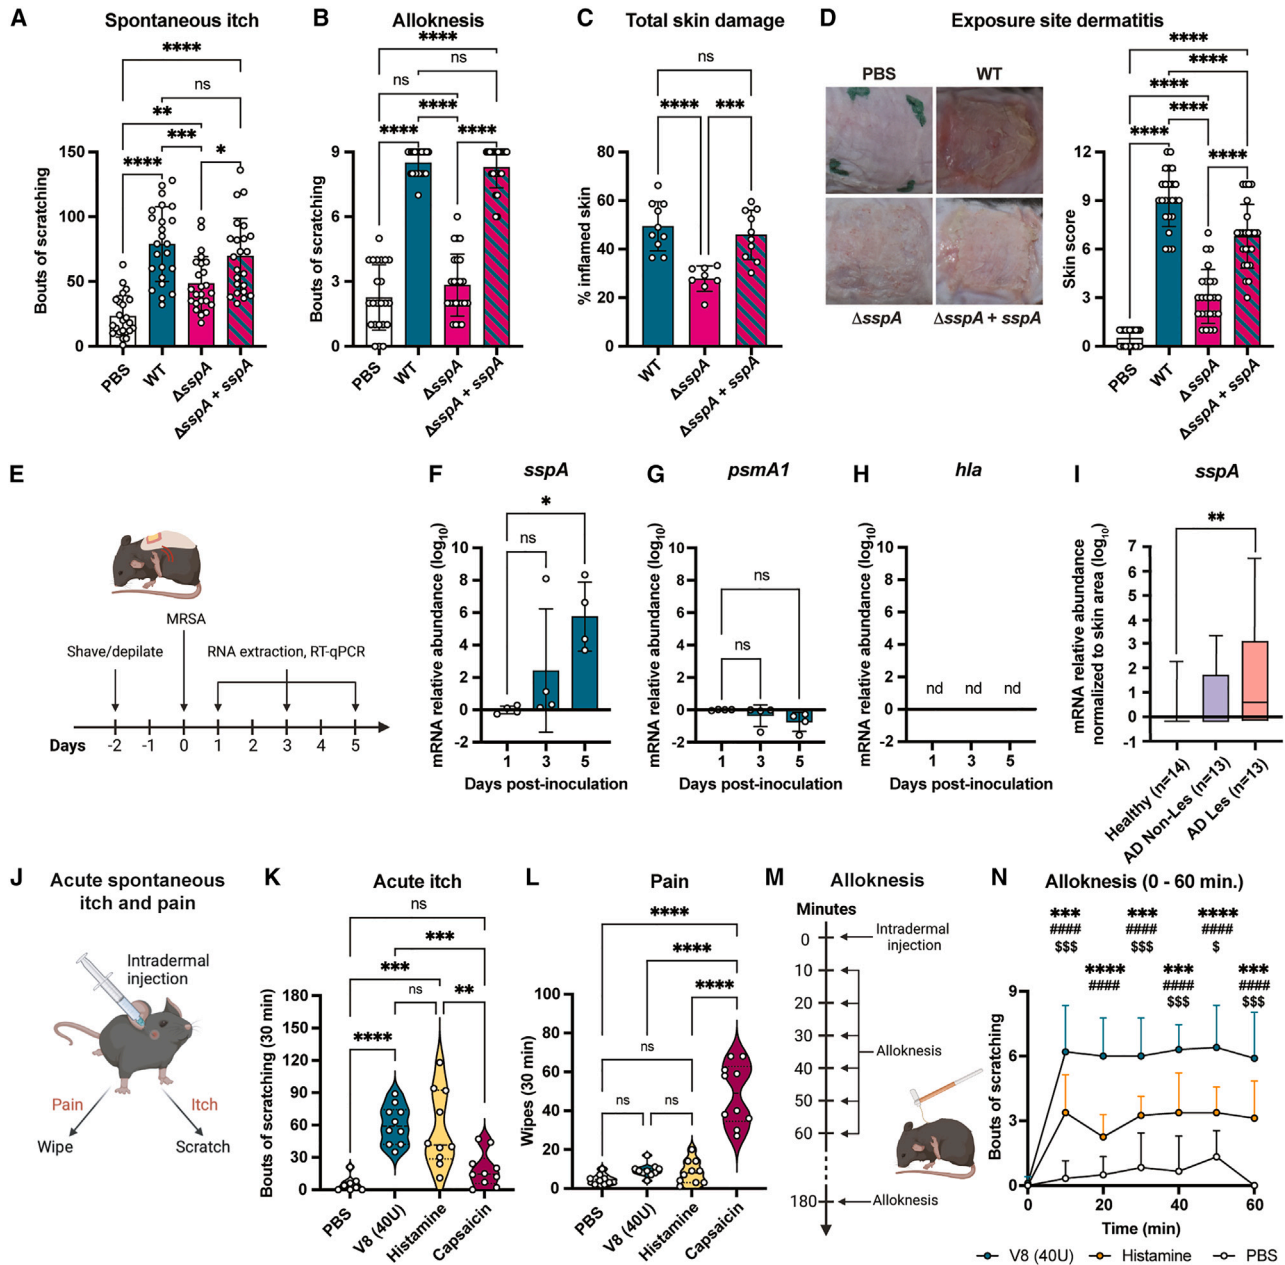 A
Spontaneous itch
****
ns
**
***
****
*
Bouts of scratching
150
100
50
0
PBS
WT
ΔsspA
ΔsspA + sspA
B
Alloknesis
****
ns
ns
****
****
****
Bouts of scratching
9
6
3
0
PBS
WT
ΔsspA
ΔsspA + sspA
C
Total skin damage
ns
****
***
% inflamed skin
80
60
40
20
0
WT
ΔsspA
ΔsspA + sspA
D
Exposure site dermatitis
PBS
WT
ΔsspA
ΔsspA + sspA
****
****
****
****
****
****
Skin score
12
9
6
3
0
PBS
WT
ΔsspA
ΔsspA + sspA
E
MRSA
Shave/depilate
RNA extraction, RT-qPCR
Days
-2
-1
0
1
2
3
4
5
F
sspA
*
ns
mRNA relative abundance (log10)
10
8
6
4
2
0
-2
1
3
5
Days post-inoculation
G
psmA1
ns
ns
mRNA relative abundance (log10)
10
8
6
4
2
0
-2
1
3
5
Days post-inoculation
H
hla
mRNA relative abundance (log10)
10
8
6
4
2
0
-2
nd
nd
nd
1
3
5
Days post-inoculation
I
sspA
**
mRNA relative abundance
normalized to skin area (log10)
7
6
5
4
3
2
1
0
-1
Healthy (n=14)
AD Non-Les (n=13)
AD Les (n=13)
J
Acute spontaneous
itch and pain
Intradermal
injection
Pain
Itch
Wipe
Scratch
K
Acute itch
ns
***
***
ns
**
****
Bouts of scratching (30 min)
180
150
120
90
60
30
0
PBS
V8 (40U)
Histamine
Capsaicin
L
Pain
****
****
****
ns
ns
ns
Wipes (30 min)
100
80
60
40
20
0
PBS
V8 (40U)
Histamine
Capsaicin
M
Alloknesis
Minutes
0
Intradermal
injection
10
20
30
Alloknesis
40
50
60
180
Alloknesis
N
Alloknesis (0 - 60 min.)
***
####
$$$
****
####
***
####
$$$
***
####
$$$
****
####
$
***
####
$$$
Bouts of scratching
9
6
3
0
0
20
40
60
Time (min)
V8 (40U)
Histamine
PBS